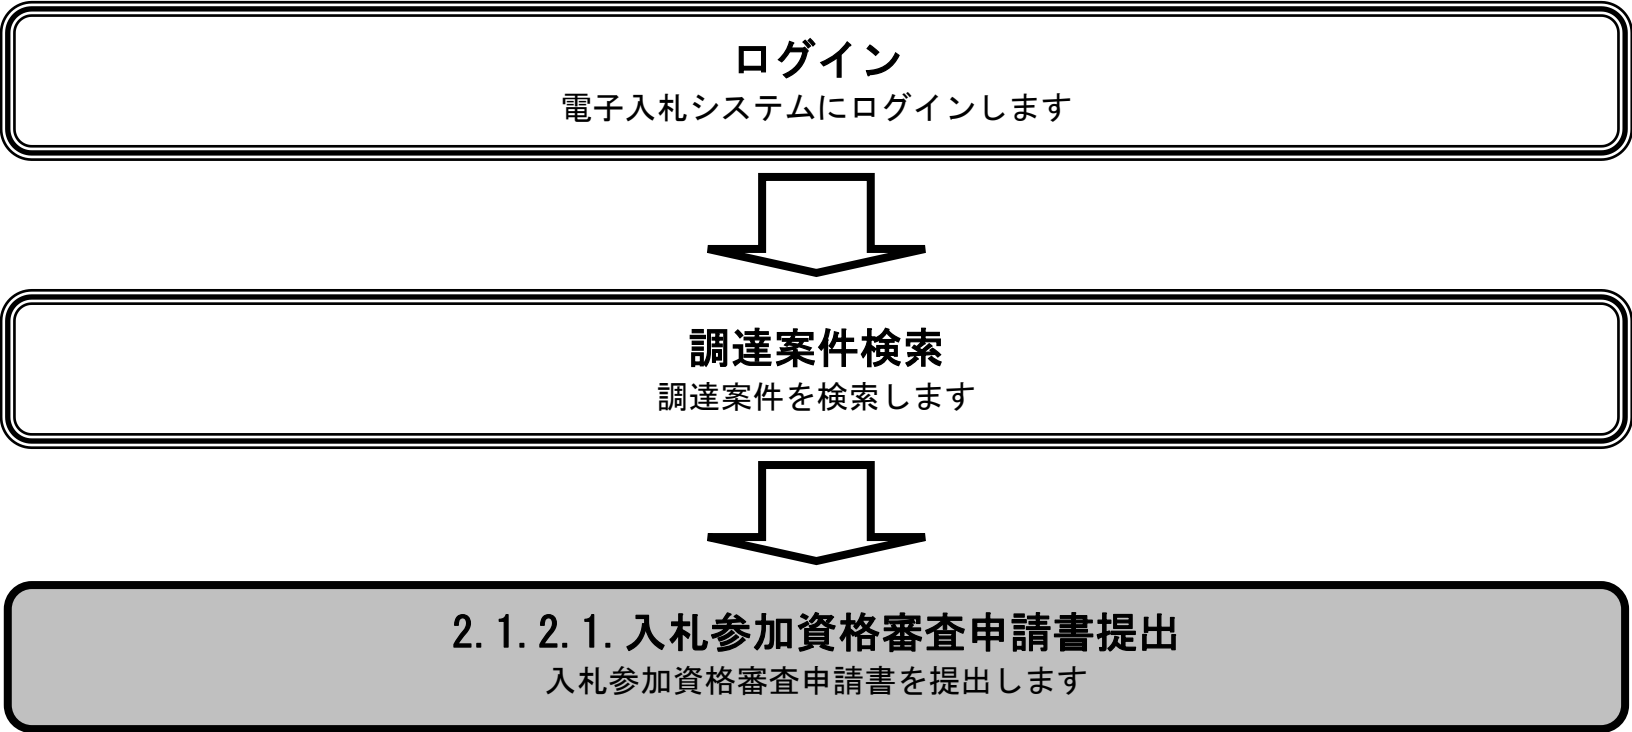 ログイン
電子入札システムにログインします
調達案件検索
調達案件を検索します
2.1.2.1.入札参加資格審査申請書提出
入札参加資格審査申請書を提出します